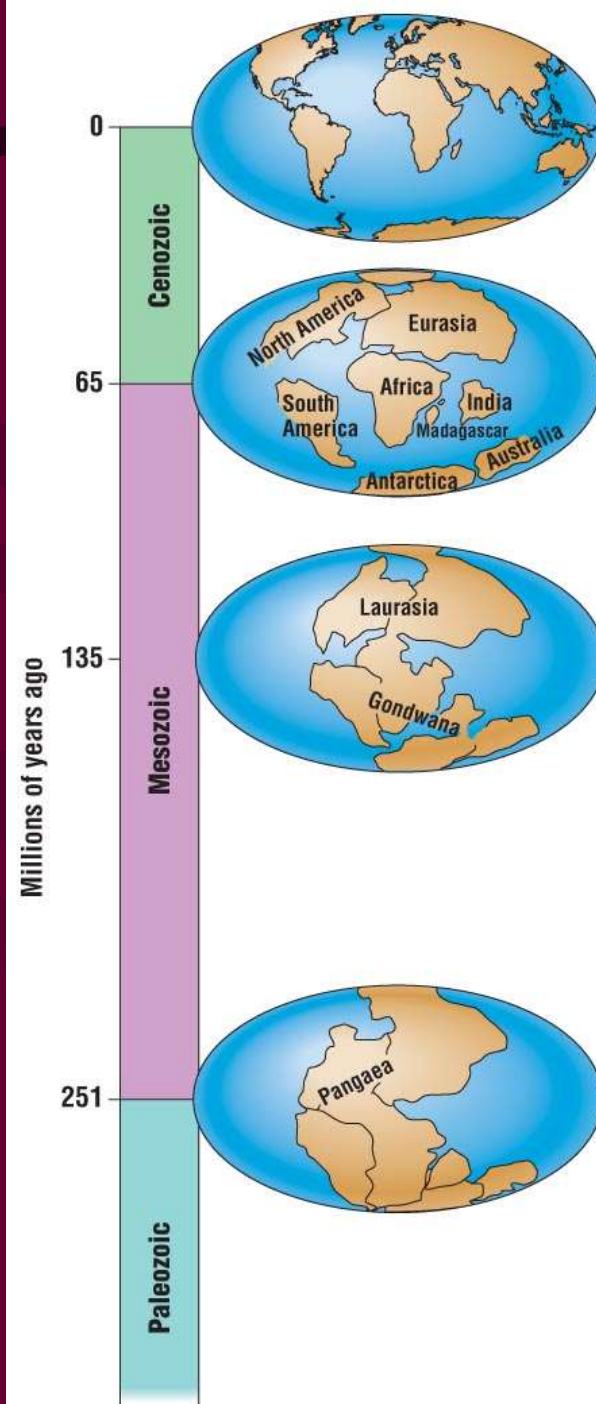 0
Cenozoic
North America
Eurasia
65
Africa
South
America
India
Madagascar
Australia
Antarctica
Laurasia
135
Gondwana
Mesozoic
Millions of years ago
Pangaea
251
Paleozoic